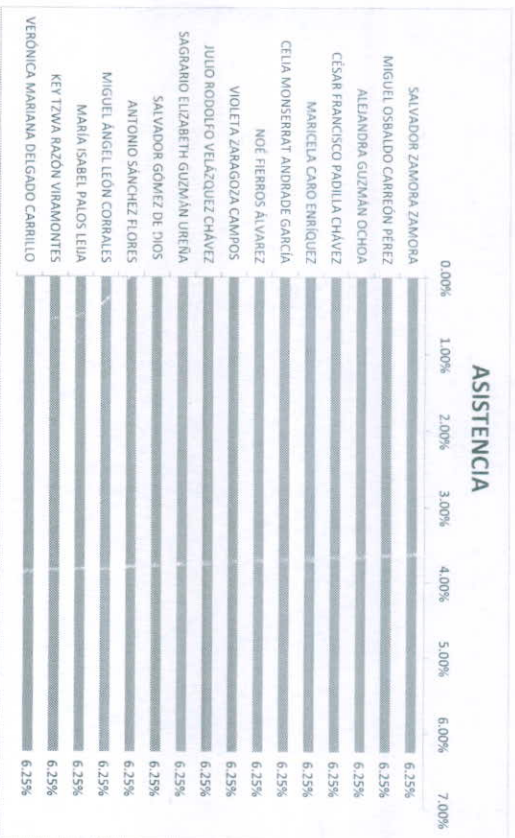 ASISTENCIA
0.00% 1.00% 2.00% 3.00% 4.00% 5.00% 6.00% 7.00%
SALVADOR ZAMORA ZAMORA 6.25%
MIGUEL OSBALDO CARREÓN PÉREZ 6.25%
ALEJANDRA GUZMÁN OCHOA 6.25%
CÉSAR FRANCISCO PADILLA CHÁVEZ 6.25%
MARICELA CARO ENRÍQUEZ 6.25%
CELIA MONSERRAT ANDRADE GARCÍA 6.25%
NOÉ FIERROS ÁLVAREZ 6.25%
VIOLETA ZARAGOZA CAMPOS 6.25%
JULIO RODOLFO VELÁZQUEZ CHÁVEZ 6.25%
SAGRARIO ELIZABETH GUZMÁN UREÑA 6.25%
SALVADOR GÓMEZ DE DIOS 6.25%
ANTONIO SÁNCHEZ FLORES 6.25%
MIGUEL ÁNGEL LEÓN CORRALES 6.25%
MARÍA ISABEL PALOS LEIJA 6.25%
KEY TZWA RAZÓN VIRAMONTES 6.25%
VERÓNICA MARIANA DELGADO CARRILLO 6.25%